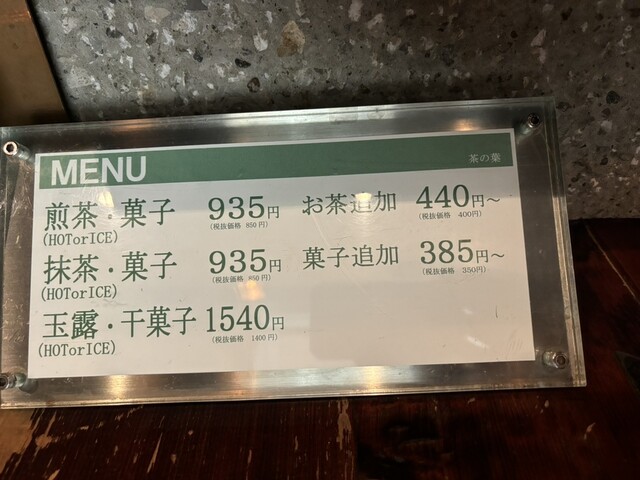 MENU 茶の葉
煎茶・菓子 935円 お茶追加 440円～
(HOTorICE) (税抜価格 850円) (税抜価格 400円)
抹茶・菓子 935円 菓子追加 385円～
(HOTorICE) (税抜価格 850円) (税抜価格 350円)
玉露・干菓子 1540円
(HOTorICE) (税抜価格 1400円)